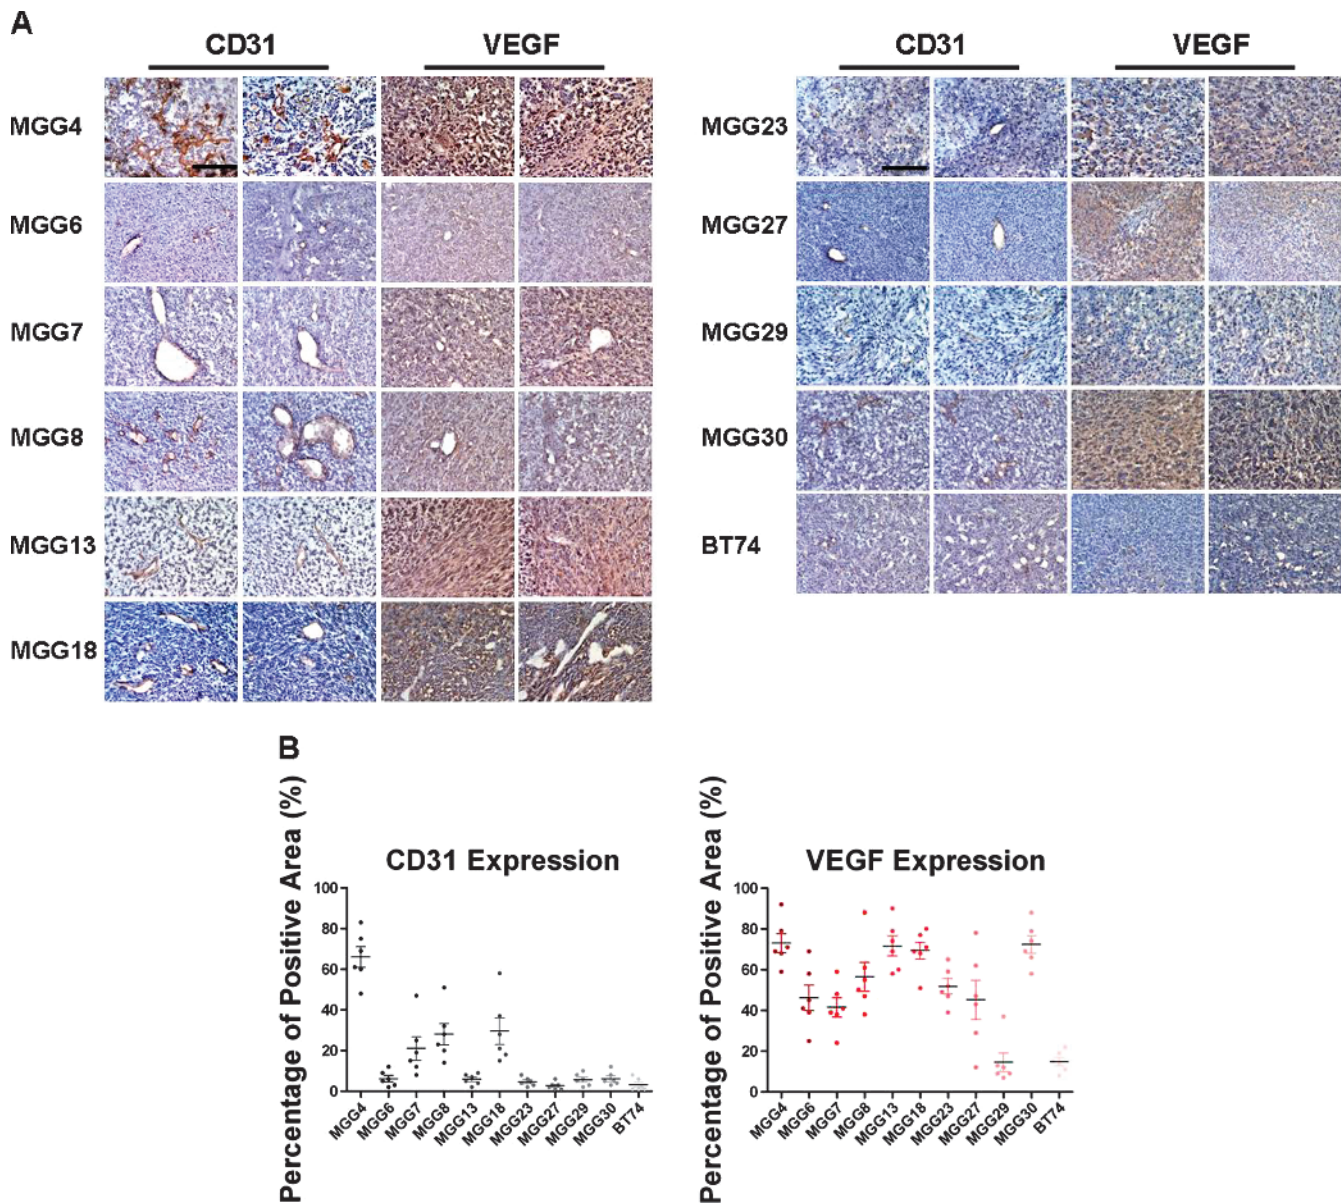 A
CD31 VEGF
MGG4
MGG6
MGG7
MGG8
MGG13
MGG18
CD31 VEGF
MGG23
MGG27
MGG29
MGG30
BT74
B
Percentage of Positive Area (%)
CD31 Expression
100
80
60
40
20
0
MGG4 MGG6 MGG7 MGG8 MGG13 MGG18 MGG23 MGG27 MGG29 MGG30 BT74
Percentage of Positive Area (%)
VEGF Expression
100
80
60
40
20
0
MGG4 MGG6 MGG7 MGG8 MGG13 MGG18 MGG23 MGG27 MGG29 MGG30 BT74